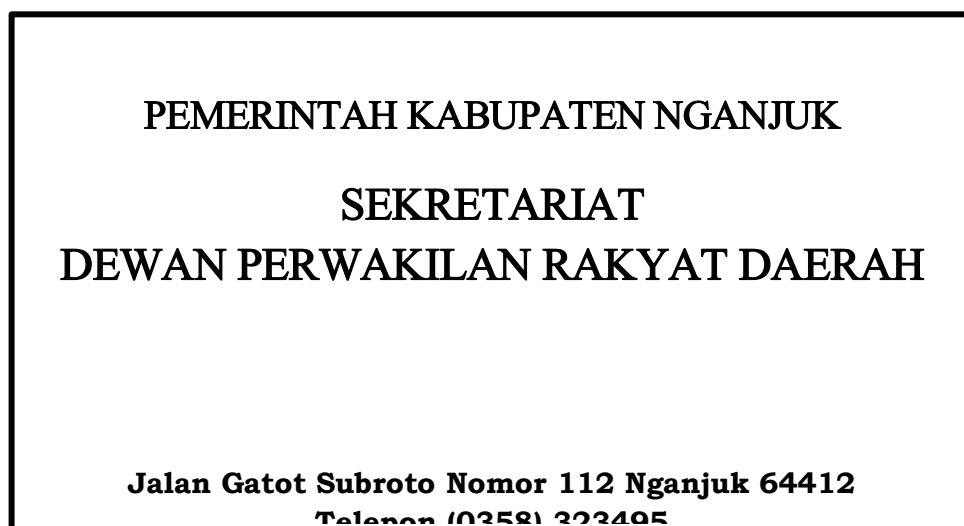 PEMERINTAH KABUPATEN NGANJUK
SEKRETARIAT
DEWAN PERWAKILAN RAKYAT DAERAH
Jalan Gatot Subroto Nomor 112 Nganjuk 64412
Telepon (0358) 323495